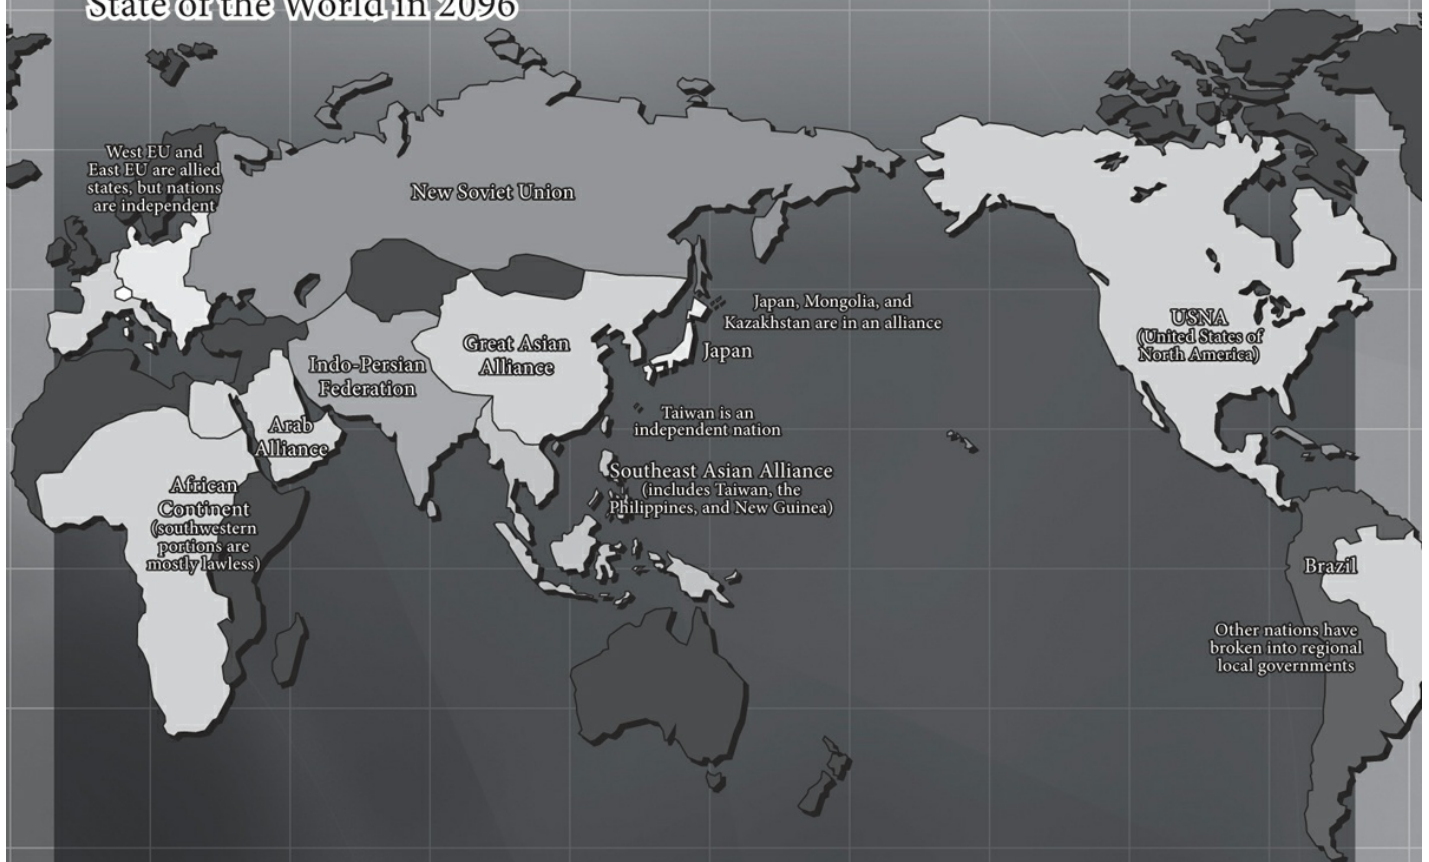 State of the World in 2096
West EU and
East EU are allied
states, but nations
are independent
New Soviet Union
Japan, Mongolia, and
Kazakhstan are in an alliance
Japan
Great Asian
Alliance
Indo-Persian
Federation
Arab
Alliance
Taiwan is an
independent nation
Southeast Asian Alliance
(includes Taiwan, the
Philippines, and New Guinea)
African
Continent
(southwestern
portions are
mostly lawless)
USNA
(United States of
North America)
Brazil
Other nations have
broken into regional
local governments